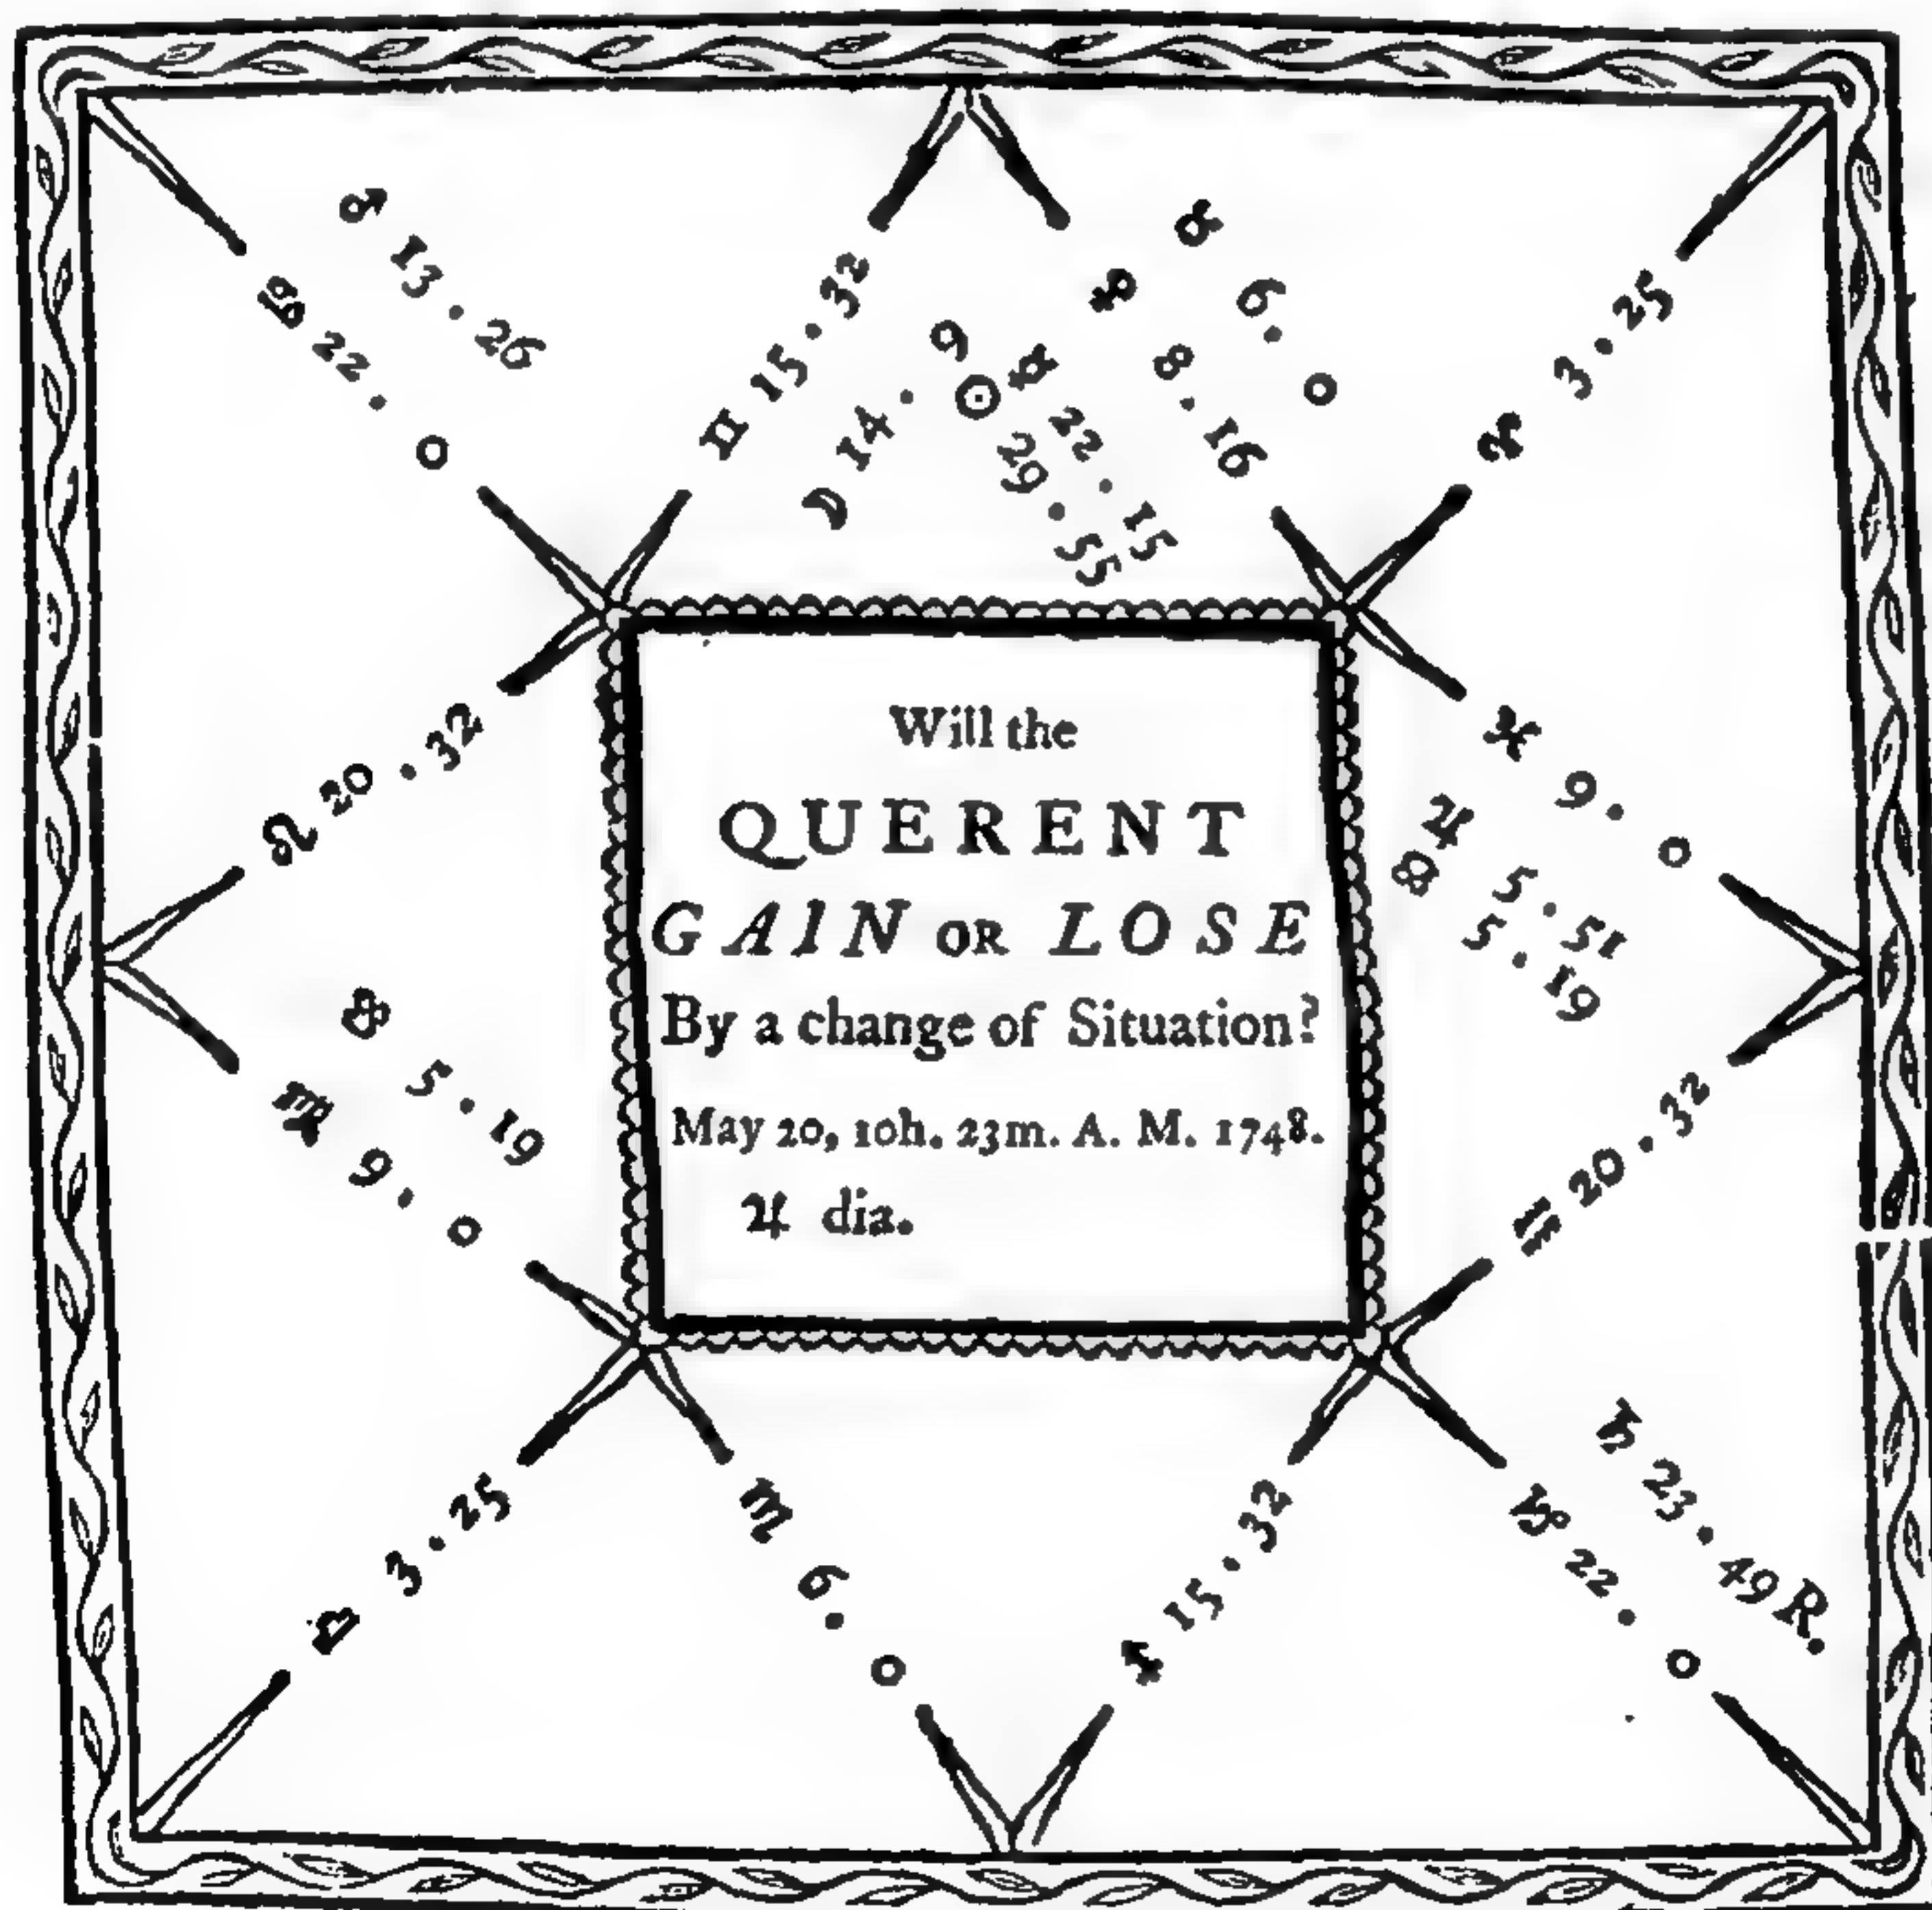 ♂ 13 . 26
♋ 22 . 0
♊ 15 . 32
☽ 14 . 9
☉ 29 . 55
☿ 22 . 15
♀ 8 . 16
♉ 6 . 0
♈ 3 . 25
♌ 20 . 32
♓ 9 . 0
♃ 5 . 51
5 . 19
Will the
QUERENT
GAIN OR LOSE
By a change of Situation?
May 20, 10h. 23m. A. M. 1748.
♃ dia.
5 . 19
♍ 9 . 0
♒ 20 . 32
♎ 3 . 25
♏ 6 . 0
♐ 15 . 32
♑ 22 . 0
♄ 23 . 49 R.